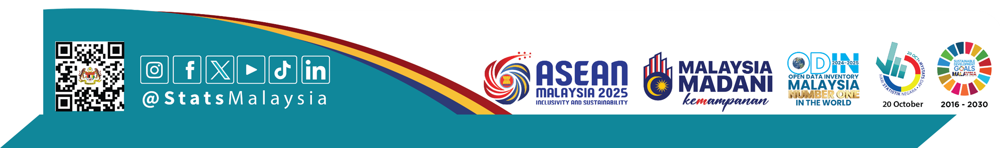 @StatsMalaysia
ASEAN
MALAYSIA 2025
INCLUSIVITY AND SUSTAINABILITY
MALAYSIA
MADANI
kemampanan
ODIN
2024-2025
OPEN DATA INVENTORY
MALAYSIA
NUMBER ONE
IN THE WORLD
20 OCT • MYSTATS DAY •
HARI STATISTIK NEGARA •
20 October
SUSTAINABLE
DEVELOPMENT
GOALS
MALAYSIA
2016 - 2030